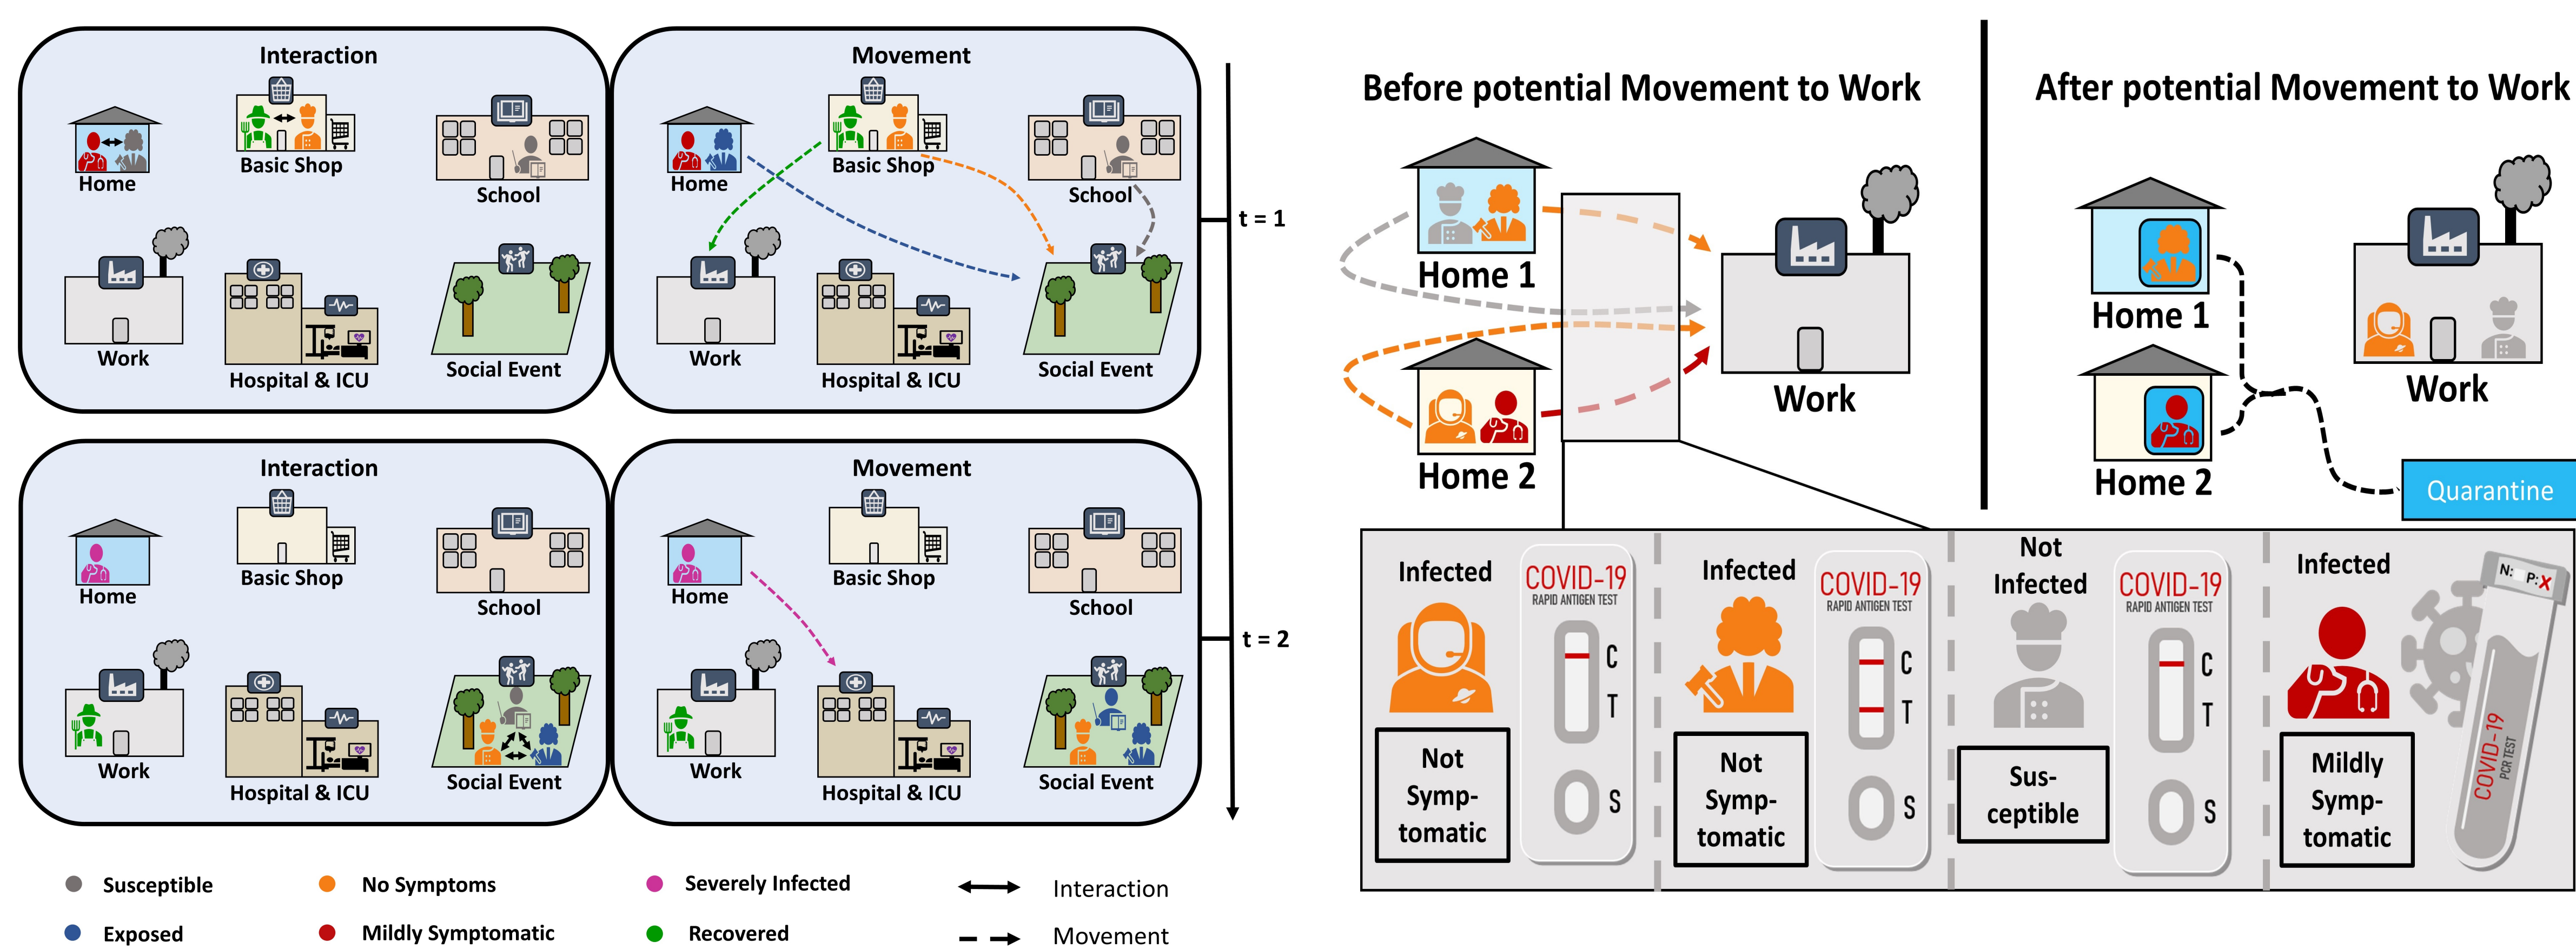 Interaction
Home
Basic Shop
School
Work
Hospital & ICU
Social Event
Movement
Home
Basic Shop
School
Work
Hospital & ICU
Social Event
t = 1
Interaction
Home
Basic Shop
School
Work
Hospital & ICU
Social Event
Movement
Home
Basic Shop
School
Work
Hospital & ICU
Social Event
t = 2
Susceptible
No Symptoms
Severely Infected
Interaction
Exposed
Mildly Symptomatic
Recovered
Movement
Before potential Movement to Work
Home 1
Home 2
Work
After potential Movement to Work
Home 1
Home 2
Work
Quarantine
Infected
Not
Symp-
tomatic
COVID-19
RAPID ANTIGEN TEST
C
T
S
Infected
Not
Symp-
tomatic
COVID-19
RAPID ANTIGEN TEST
C
T
S
Not
Infected
Sus-
ceptible
COVID-19
RAPID ANTIGEN TEST
C
T
S
Infected
Mildly
Symp-
tomatic
N: P:X
COVID-19
PCR TEST